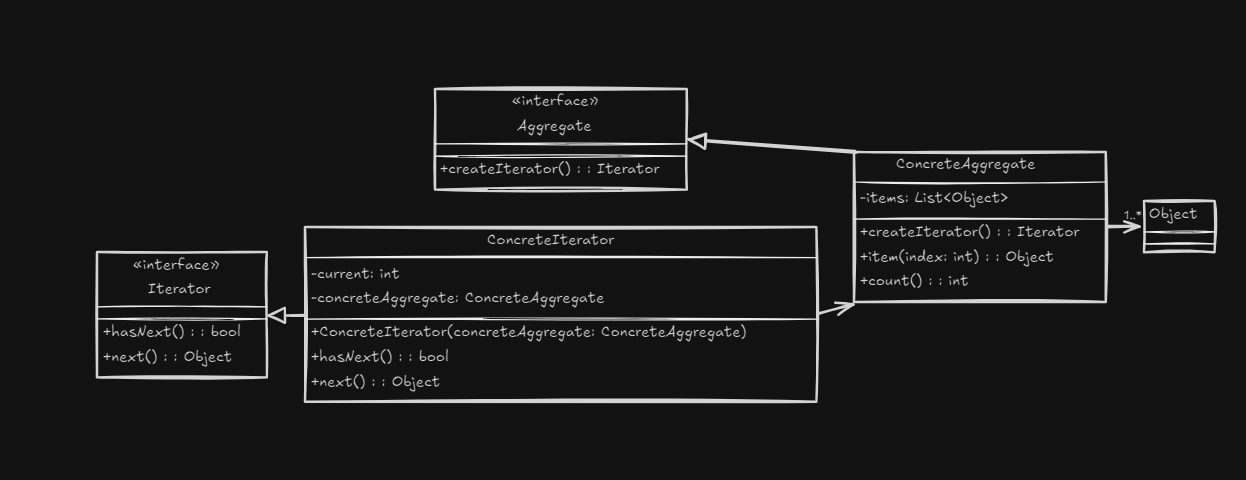 «interface»
Aggregate
+createIterator() : : Iterator
ConcreteAggregate
-items: List<Object>
+createIterator() : : Iterator
+item(index: int) : : Object
+count() : : int
1..*
Object
ConcreteIterator
-current: int
-concreteAggregate: ConcreteAggregate
+ConcreteIterator(concreteAggregate: ConcreteAggregate)
+hasNext() : : bool
+next() : : Object
«interface»
Iterator
+hasNext() : : bool
+next() : : Object